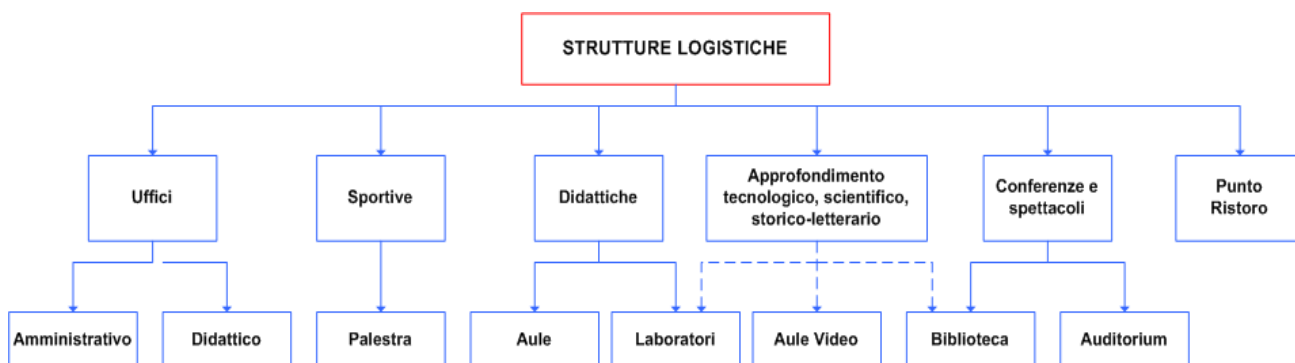 STRUTTURE LOGISTICHE
Uffici
Sportive
Didattiche
Approfondimento
tecnologico, scientifico,
storico-letterario
Conferenze e
spettacoli
Punto
Ristoro
Amministrativo
Didattico
Palestra
Aule
Laboratori
Aule Video
Biblioteca
Auditorium